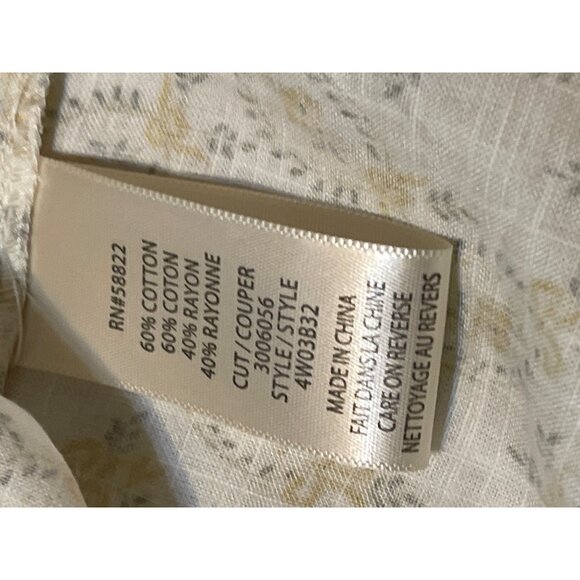 RN#58822
60% COTTON
60% COTON
40% RAYON
40% RAYONNE
CUT / COUPER
3006056
STYLE / STYLE
4W03B32
MADE IN CHINA
FAIT DANS LA CHINE
CARE ON REVERSE
NETTOYAGE AU REVERS